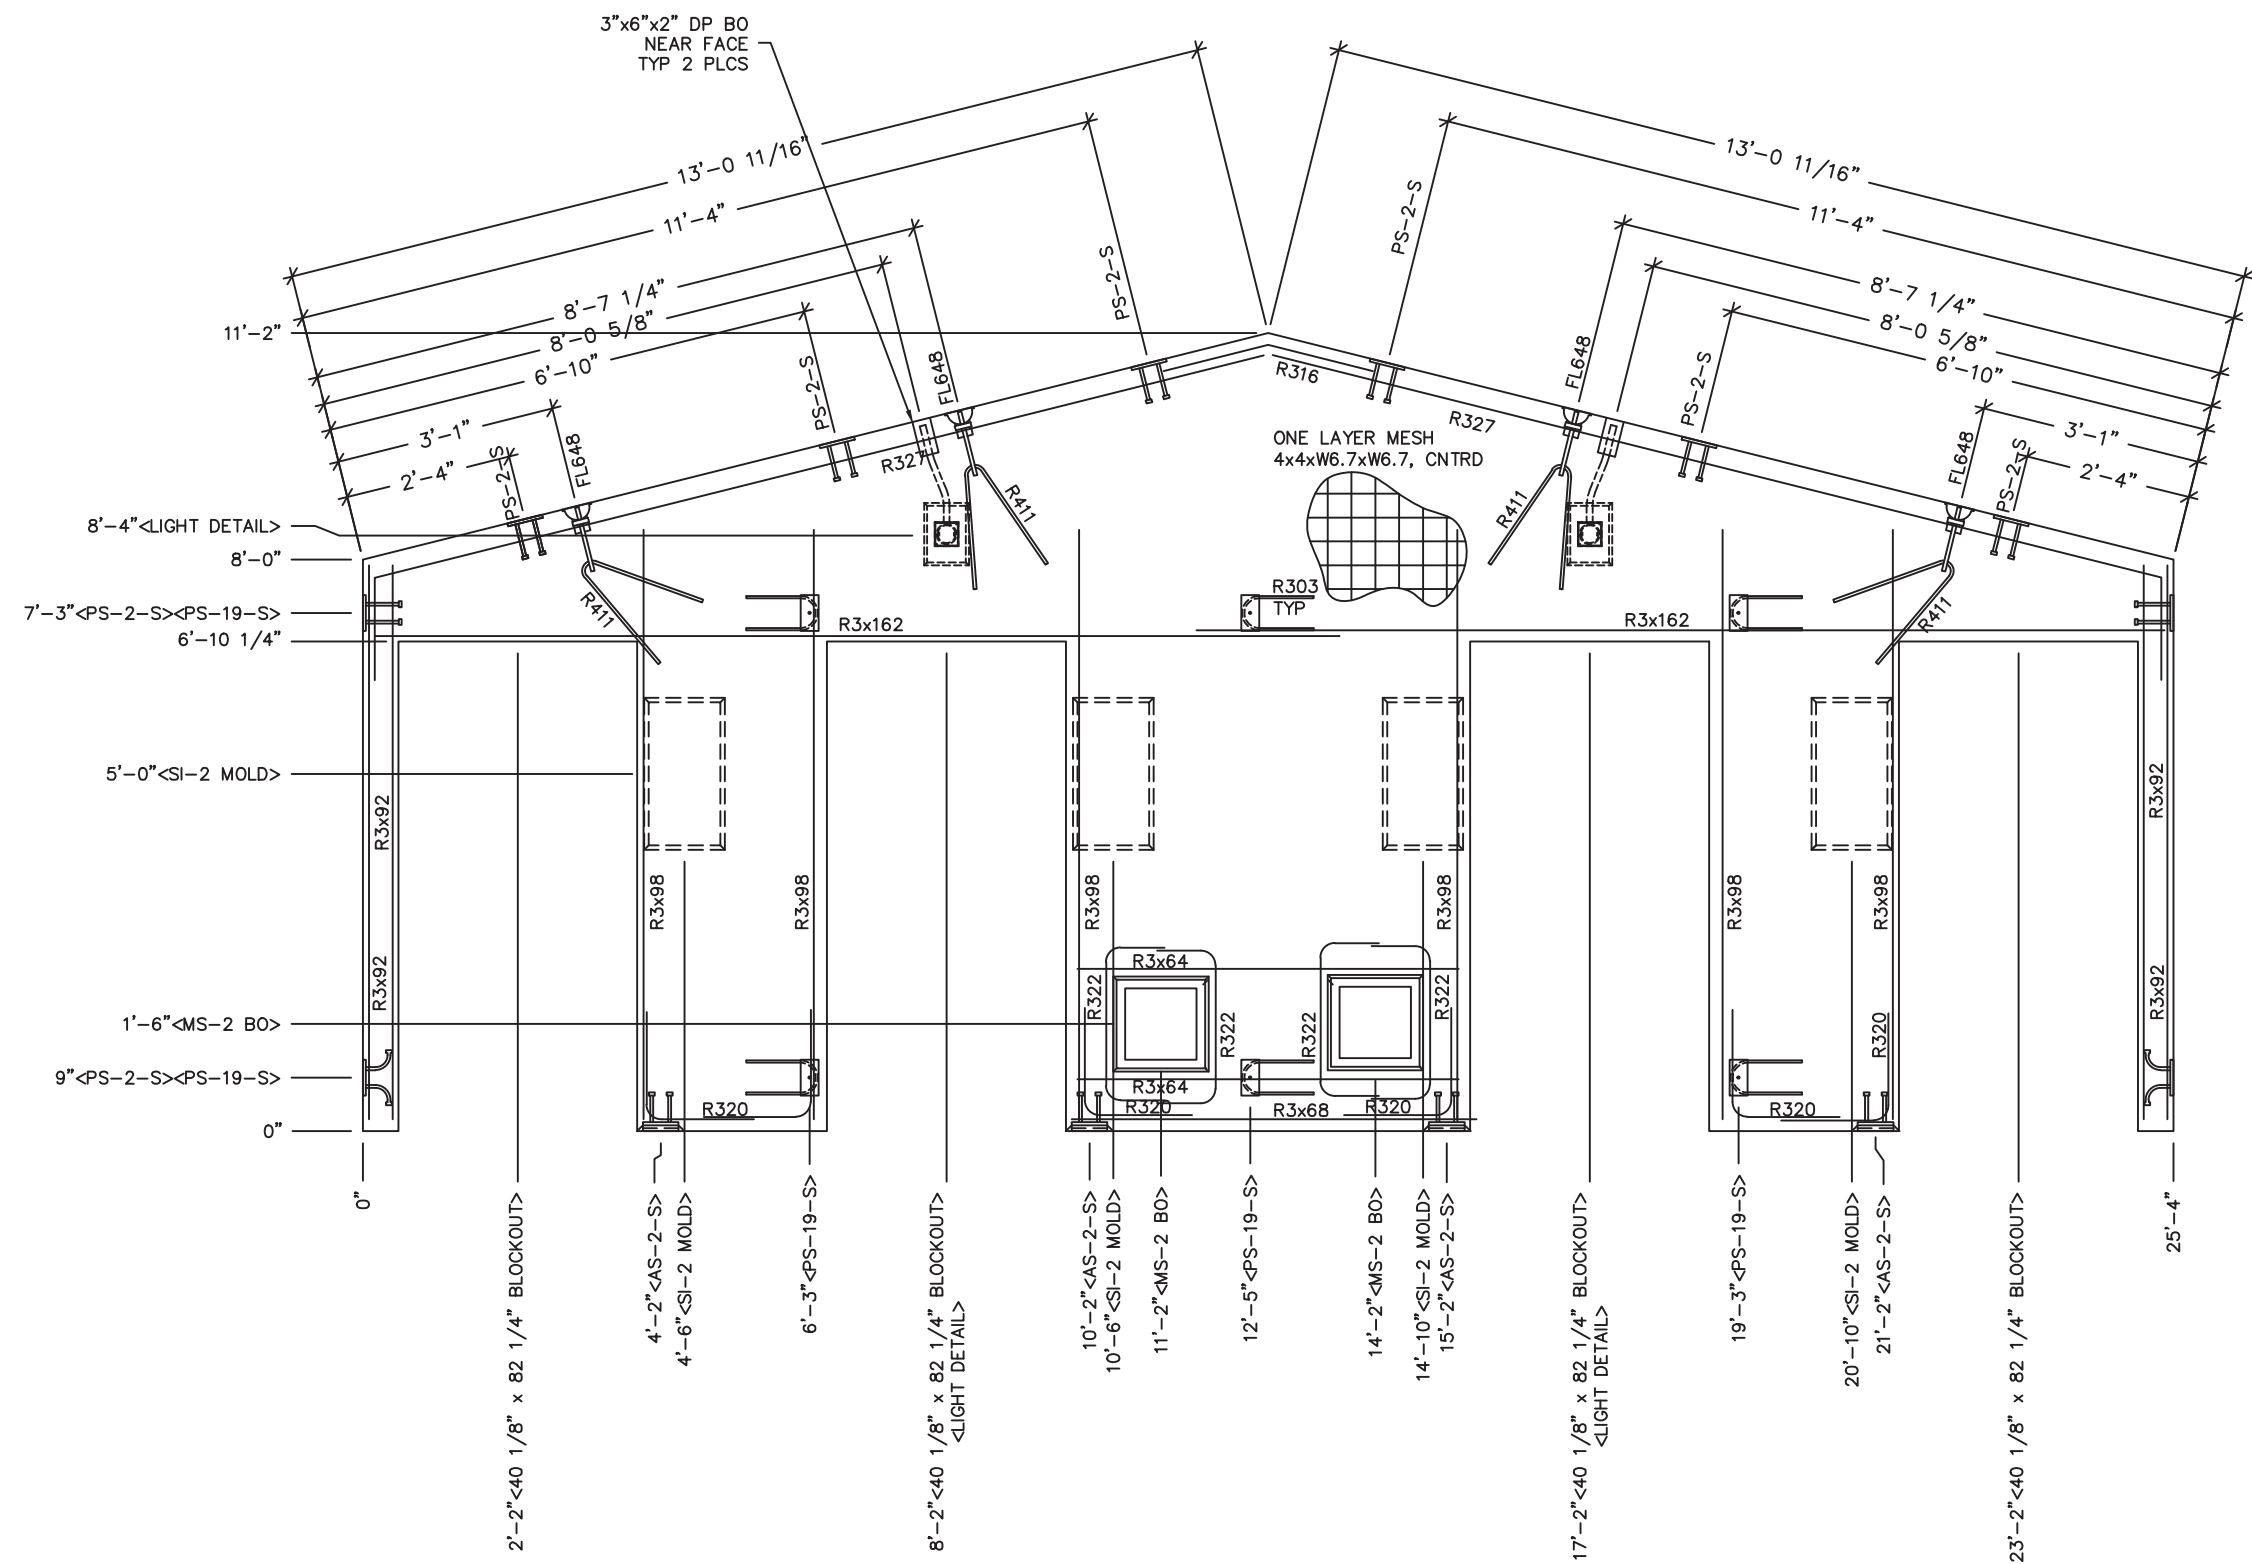 3"x6"x2" DP BO
NEAR FACE
TYP 2 PLCS
13'-0 11/16"
11'-4"
8'-7 1/4"
8'-0 5/8"
6'-10"
3'-1"
2'-4"
PS-2-S
FL648
PS-2-S
FL648
PS-2-S
13'-0 11/16"
11'-4"
8'-7 1/4"
8'-0 5/8"
6'-10"
3'-1"
2'-4"
PS-2-S
FL648
PS-2-S
FL648
PS-2-S
11'-2"
8'-4"<LIGHT DETAIL>
8'-0"
7'-3"<PS-2-S><PS-19-S>
6'-10 1/4"
5'-0"<SI-2 MOLD>
1'-6"<MS-2 BO>
9"<PS-2-S><PS-19-S>
0"
R316
R327
R327
ONE LAYER MESH
4x4xW6.7xW6.7, CNTRD
R411
R411
R411
R411
R303
TYP
R3x162
R3x162
R3x92
R3x92
R3x98
R3x98
R3x98
R3x98
R3x98
R3x98
R3x92
R3x92
R3x64
R322
R322
R322
R322
R3x64
R320
R320
R3x68
R320
R320
R320
0"
2'-2"<40 1/8" x 82 1/4" BLOCKOUT>
4'-2"<AS-2-S>
4'-6"<SI-2 MOLD>
6'-3"<PS-19-S>
8'-2"<40 1/8" x 82 1/4" BLOCKOUT>
<LIGHT DETAIL>
10'-2"<AS-2-S>
10'-6"<SI-2 MOLD>
11'-2"<MS-2 BO>
12'-5"<PS-19-S>
14'-2"<MS-2 BO>
14'-10"<SI-2 MOLD>
15'-2"<AS-2-S>
17'-2"<40 1/8" x 82 1/4" BLOCKOUT>
<LIGHT DETAIL>
19'-3"<PS-19-S>
20'-10"<SI-2 MOLD>
21'-2"<AS-2-S>
23'-2"<40 1/8" x 82 1/4" BLOCKOUT>
25'-4"